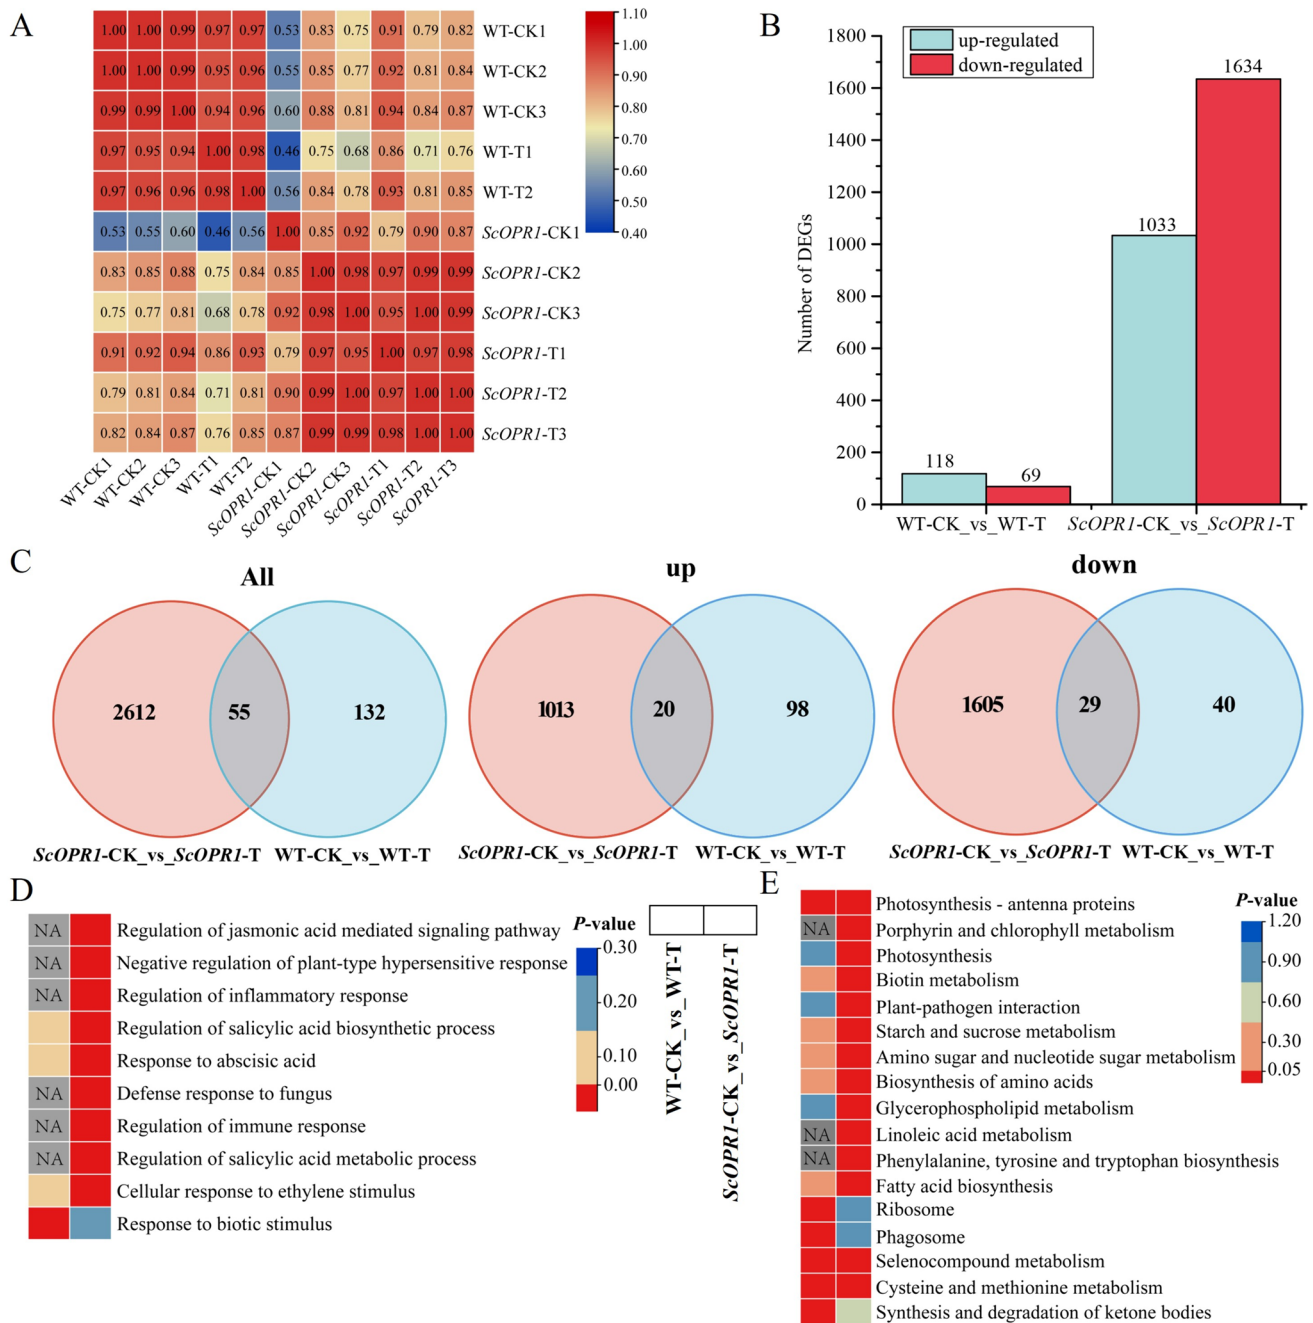 A
1.00 1.00 0.99 0.97 0.97 0.53 0.83 0.75 0.91 0.79 0.82 WT-CK1
1.00 1.00 0.99 0.95 0.96 0.55 0.85 0.77 0.92 0.81 0.84 WT-CK2
0.99 0.99 1.00 0.94 0.96 0.60 0.88 0.81 0.94 0.84 0.87 WT-CK3
0.97 0.95 0.94 1.00 0.98 0.46 0.75 0.68 0.86 0.71 0.76 WT-T1
0.97 0.96 0.96 0.98 1.00 0.56 0.84 0.78 0.93 0.81 0.85 WT-T2
0.53 0.55 0.60 0.46 0.56 1.00 0.85 0.92 0.79 0.90 0.87 ScOPR1-CK1
0.83 0.85 0.88 0.75 0.84 0.85 1.00 0.98 0.97 0.99 0.99 ScOPR1-CK2
0.75 0.77 0.81 0.68 0.78 0.92 0.98 1.00 0.95 1.00 0.99 ScOPR1-CK3
0.91 0.92 0.94 0.86 0.93 0.79 0.97 0.95 1.00 0.97 0.98 ScOPR1-T1
0.79 0.81 0.84 0.71 0.81 0.90 0.99 1.00 0.97 1.00 1.00 ScOPR1-T2
0.82 0.84 0.87 0.76 0.85 0.87 0.99 0.99 0.98 1.00 1.00 ScOPR1-T3
WT-CK1 WT-CK2 WT-CK3 WT-T1 WT-T2 ScOPR1-CK1 ScOPR1-CK2 ScOPR1-CK3 ScOPR1-T1 ScOPR1-T2 ScOPR1-T3
1.10
1.00
0.90
0.80
0.70
0.60
0.50
0.40
B
Number of DEGs
1800
1600
1400
1200
1000
800
600
400
200
0
up-regulated
down-regulated
118
69
1033
1634
WT-CK_vs_WT-T ScOPR1-CK_vs_ScOPR1-T
C
All
2612 55 132
ScOPR1-CK_vs_ScOPR1-T WT-CK_vs_WT-T
up
1013 20 98
ScOPR1-CK_vs_ScOPR1-T WT-CK_vs_WT-T
down
1605 29 40
ScOPR1-CK_vs_ScOPR1-T WT-CK_vs_WT-T
D
NA Regulation of jasmonic acid mediated signaling pathway
NA Negative regulation of plant-type hypersensitive response
NA Regulation of inflammatory response
Regulation of salicylic acid biosynthetic process
Response to abscisic acid
NA Defense response to fungus
NA Regulation of immune response
NA Regulation of salicylic acid metabolic process
Cellular response to ethylene stimulus
Response to biotic stimulus
P-value
0.30
0.20
0.10
0.00
WT-CK_vs_WT-T
ScOPR1-CK_vs_ScOPR1-T
E
Photosynthesis - antenna proteins
NA Porphyrin and chlorophyll metabolism
Photosynthesis
Biotin metabolism
Plant-pathogen interaction
Starch and sucrose metabolism
Amino sugar and nucleotide sugar metabolism
Biosynthesis of amino acids
Glycerophospholipid metabolism
NA Linoleic acid metabolism
NA Phenylalanine, tyrosine and tryptophan biosynthesis
Fatty acid biosynthesis
Ribosome
Phagosome
Selenocompound metabolism
Cysteine and methionine metabolism
Synthesis and degradation of ketone bodies
P-value
1.20
0.90
0.60
0.30
0.05